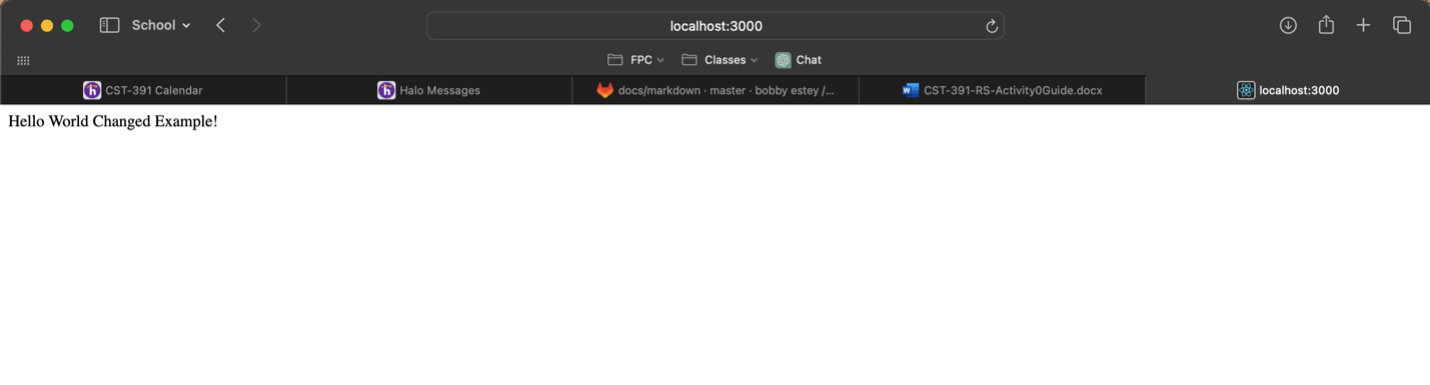 School
localhost:3000
FPC
Classes
Chat
CST-391 Calendar
Halo Messages
docs/markdown · master · bobby estey /...
CST-391-RS-Activity0Guide.docx
localhost:3000
Hello World Changed Example!